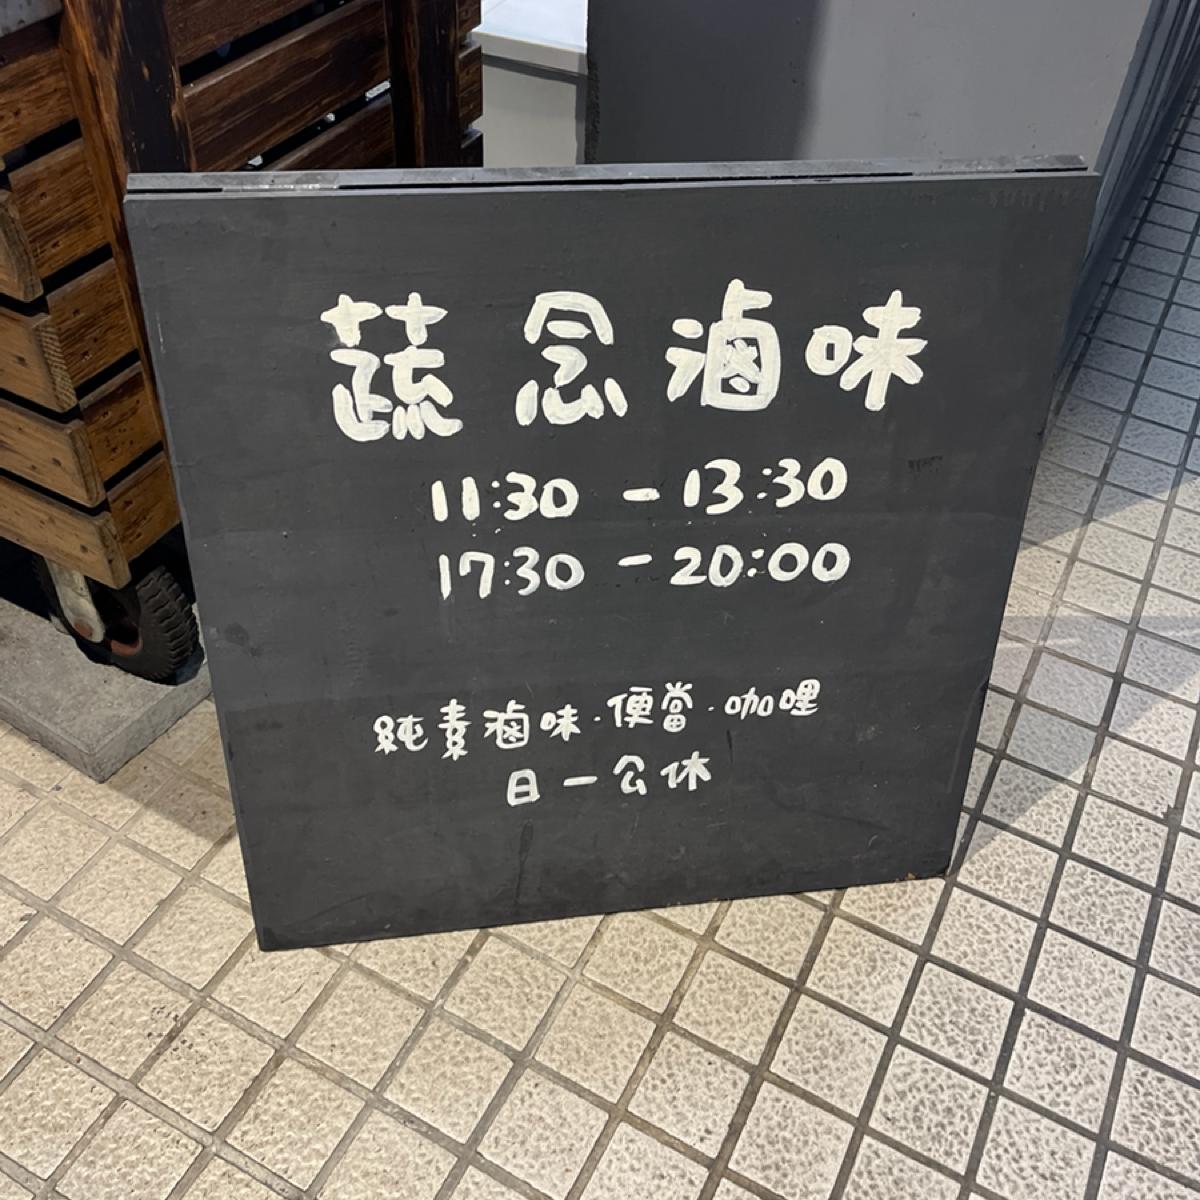 蔬念滷味
11:30 - 13:30
17:30 - 20:00
純素滷味·便當·咖哩
日一公休